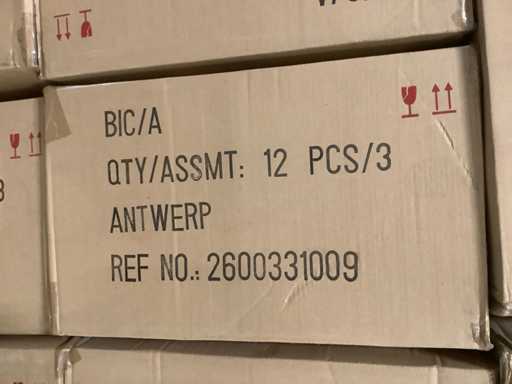 BIC/A
QTY/ASSMT: 12 PCS/3
ANTWERP
REF NO.: 2600331009